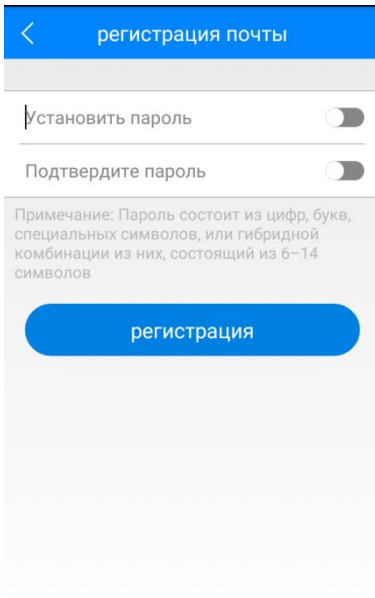 регистрация почты
Установить пароль
Подтвердите пароль
Примечание: Пароль состоит из цифр, букв,
специальных символов, или гибридной
комбинации из них, состоящий из 6–14
символов
регистрация